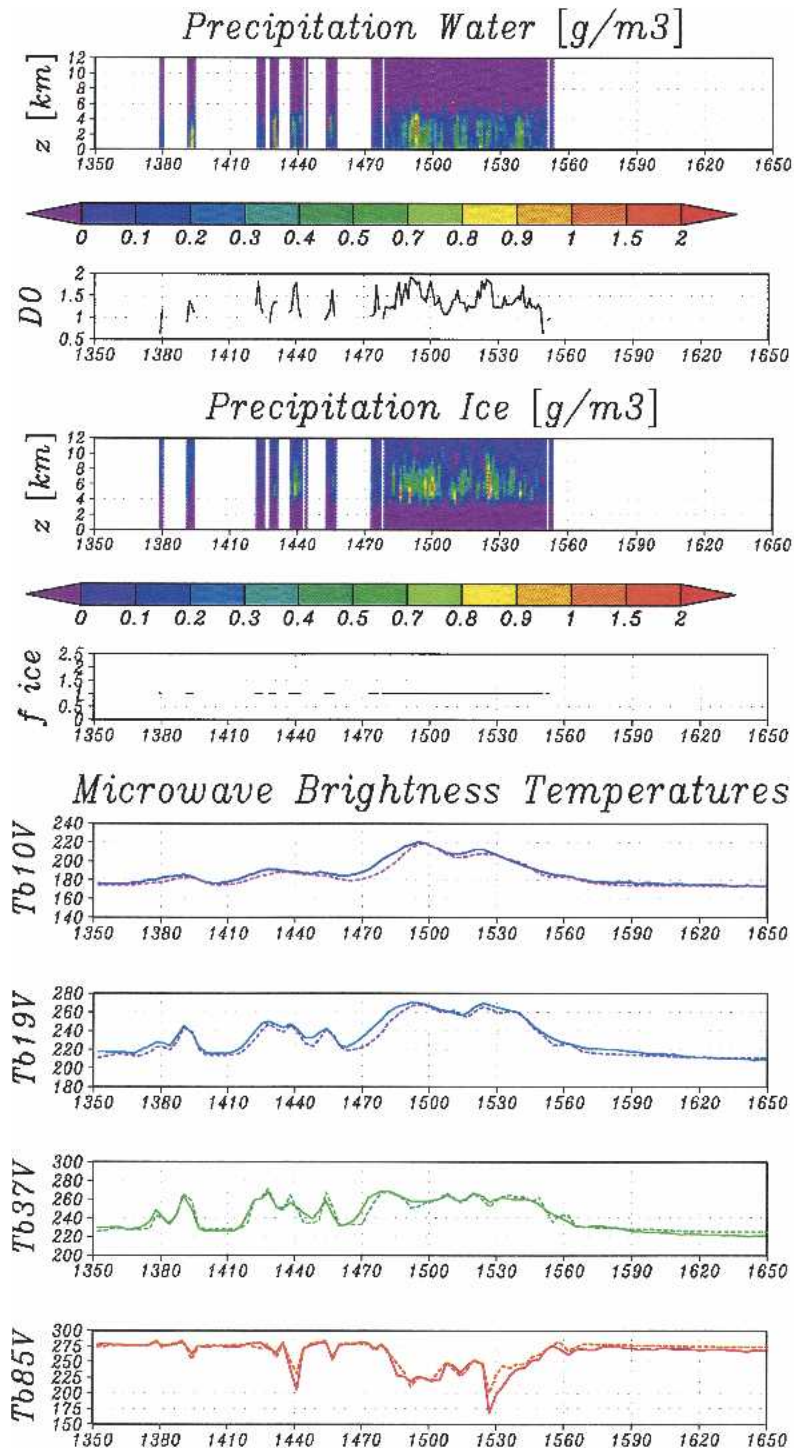 Precipitation Water [g/m3]
z [km]
12
10
8
6
4
2
0
1350 1380 1410 1440 1470 1500 1530 1560 1590 1620 1650
0 0.1 0.2 0.3 0.4 0.5 0.7 0.8 0.9 1 1.5 2
D0
2
1.5
1
0.5
1350 1380 1410 1440 1470 1500 1530 1560 1590 1620 1650
Precipitation Ice [g/m3]
z [km]
12
10
8
6
4
2
0
1350 1380 1410 1440 1470 1500 1530 1560 1590 1620 1650
0 0.1 0.2 0.3 0.4 0.5 0.7 0.8 0.9 1 1.5 2
f ice
2.5
2
1.5
1
0.5
0
1350 1380 1410 1440 1470 1500 1530 1560 1590 1620 1650
Microwave Brightness Temperatures
Tb10V
240
220
200
180
160
140
1350 1380 1410 1440 1470 1500 1530 1560 1590 1620 1650
Tb19V
280
260
240
220
200
180
1350 1380 1410 1440 1470 1500 1530 1560 1590 1620 1650
Tb37V
300
280
260
240
220
200
1350 1380 1410 1440 1470 1500 1530 1560 1590 1620 1650
Tb85V
300
275
250
225
200
175
150
1350 1380 1410 1440 1470 1500 1530 1560 1590 1620 1650